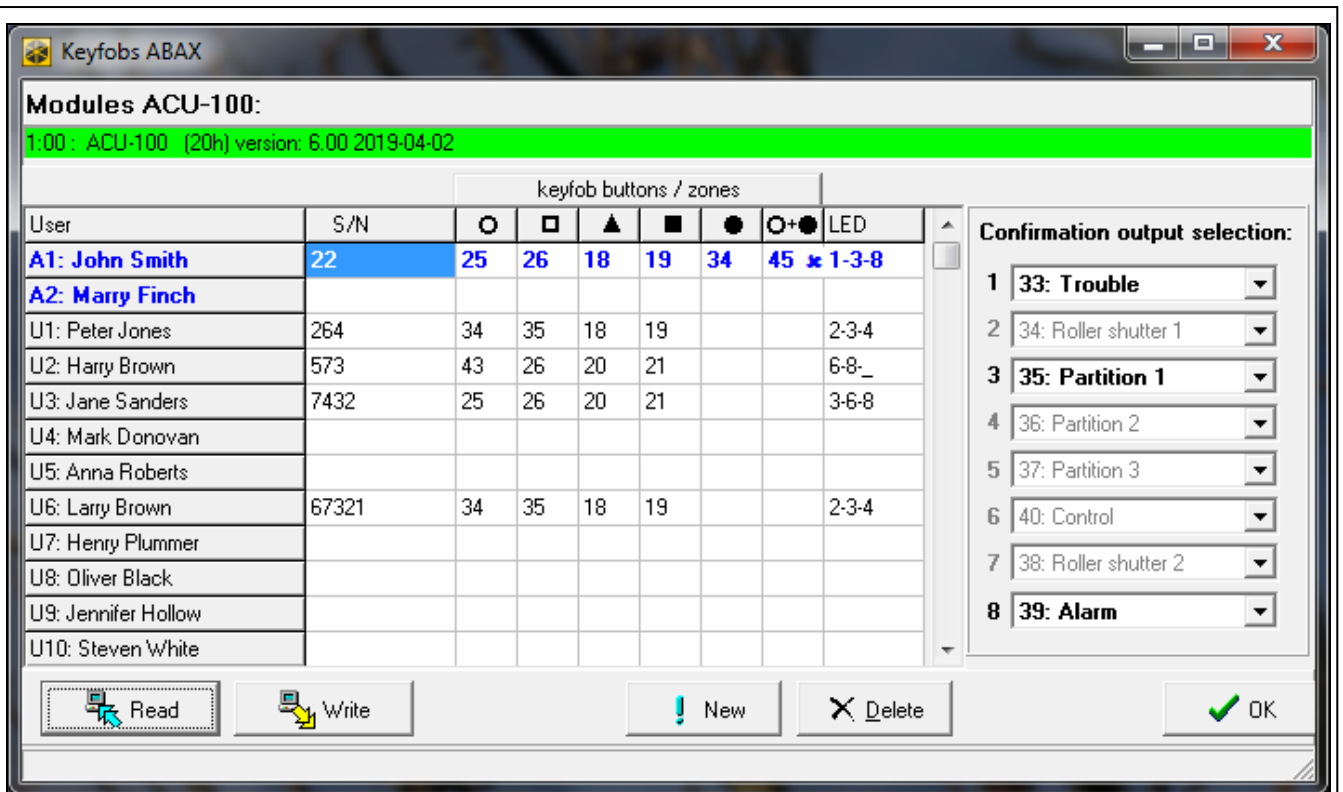 Keyfobs ABAX
Modules ACU-100:
1:00 : ACU-100 (20h) version: 6.00 2019-04-02
keyfob buttons / zones
User S/N ○ □ ▲ ■ ● ○+● LED
A1: John Smith 22 25 26 18 19 34 45 × 1-3-8
A2: Marry Finch
U1: Peter Jones 264 34 35 18 19 2-3-4
U2: Harry Brown 573 43 26 20 21 6-8-_
U3: Jane Sanders 7432 25 26 20 21 3-6-8
U4: Mark Donovan
U5: Anna Roberts
U6: Larry Brown 67321 34 35 18 19 2-3-4
U7: Henry Plummer
U8: Oliver Black
U9: Jennifer Hollow
U10: Steven White
Confirmation output selection:
1 33: Trouble
2 34: Roller shutter 1
3 35: Partition 1
4 36: Partition 2
5 37: Partition 3
6 40: Control
7 38: Roller shutter 2
8 39: Alarm
Read Write New Delete OK